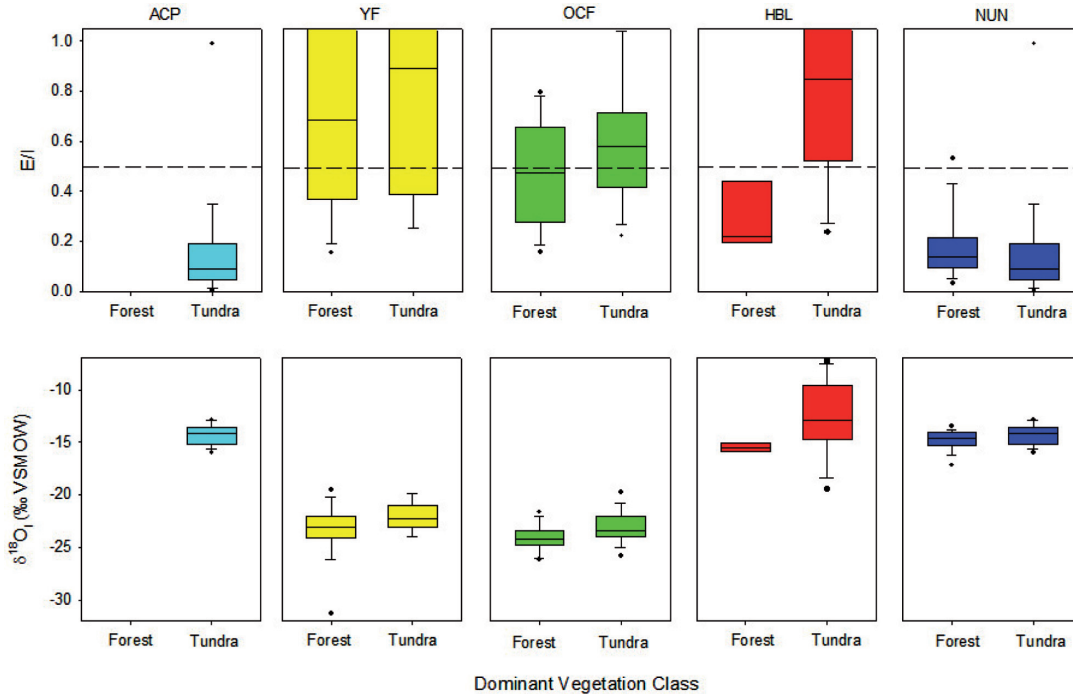 ACP YF OCF HBL NUN
E/I
1.0
0.8
0.6
0.4
0.2
0.0
Forest Tundra Forest Tundra Forest Tundra Forest Tundra Forest Tundra
δ¹⁸O_I (‰ VSMOW)
-10
-15
-20
-25
-30
Forest Tundra Forest Tundra Forest Tundra Forest Tundra Forest Tundra
Dominant Vegetation Class